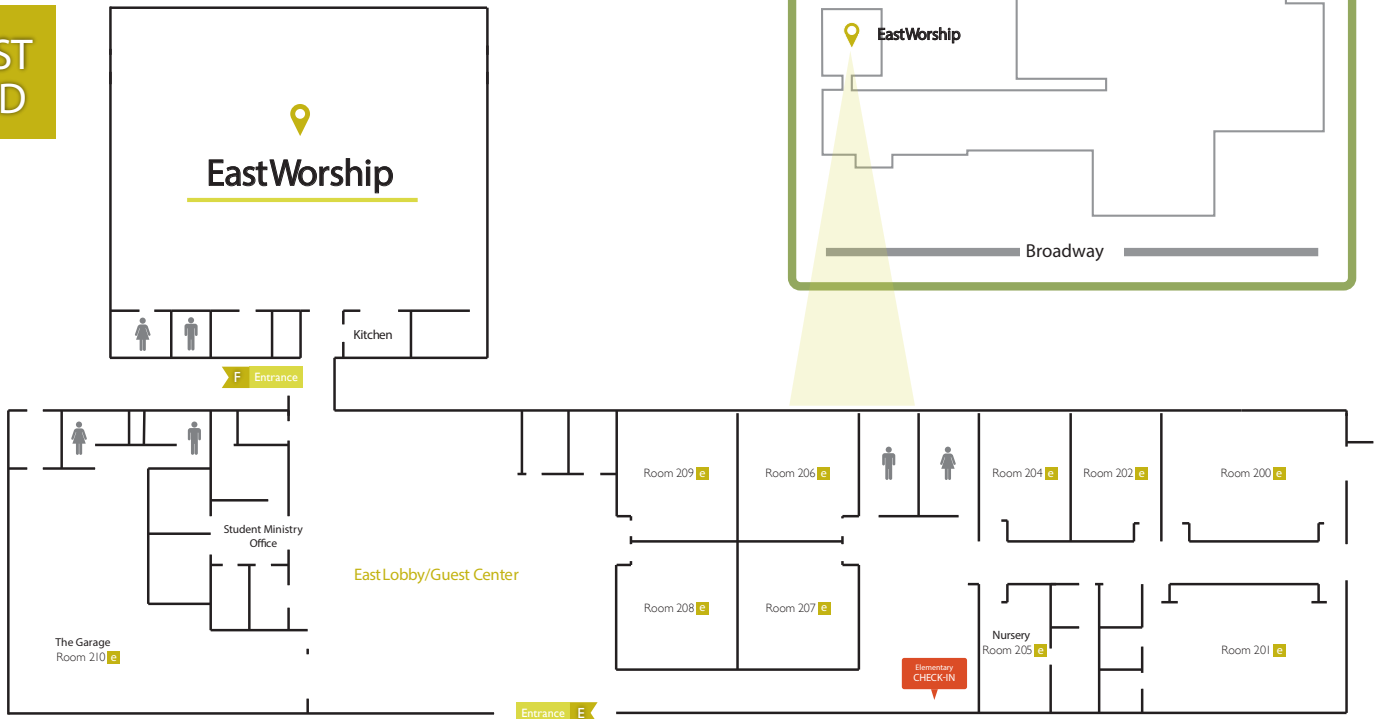 ST
D
EastWorship
EastWorship
Broadway
Kitchen
F Entrance
Room 209 e
Room 206 e
Room 204 e
Room 202 e
Room 200 e
Student Ministry
Office
East Lobby/Guest Center
Room 208 e
Room 207 e
The Garage
Room 210 e
Nursery
Room 205 e
Room 201 e
Elementary
CHECK-IN
Entrance E